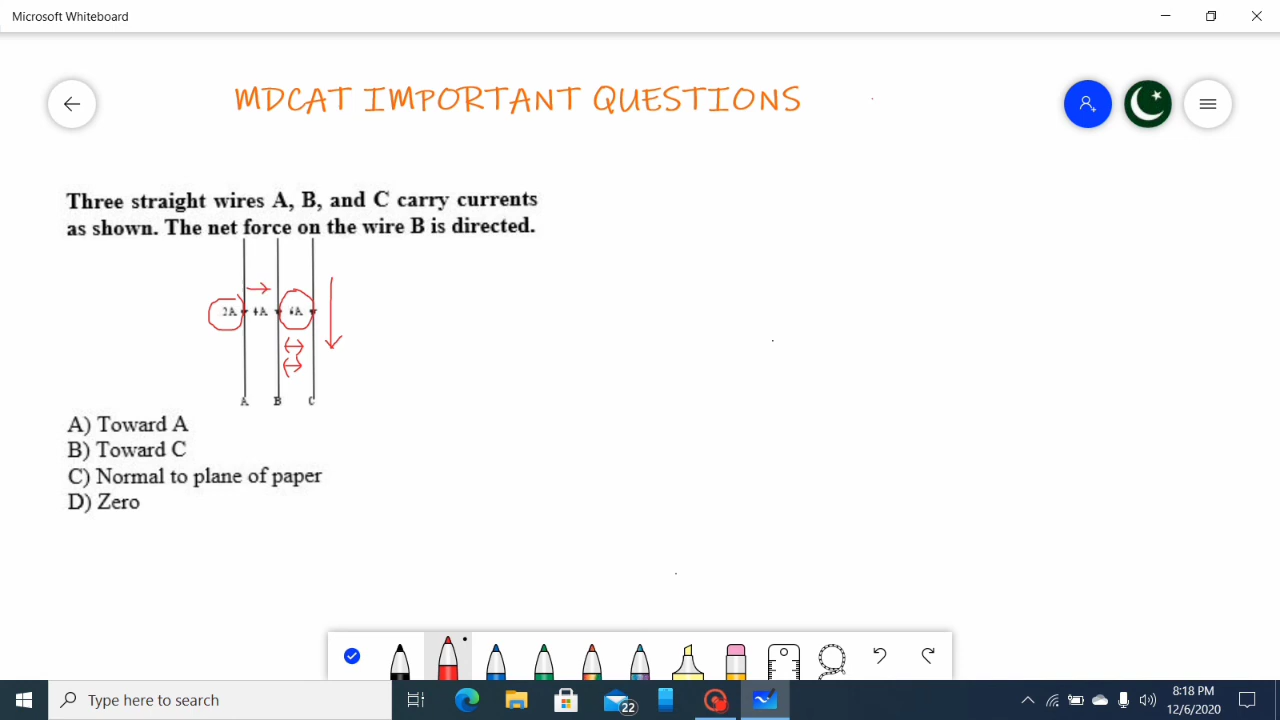 Microsoft Whiteboard
MDCAT IMPORTANT QUESTIONS
Three straight wires A, B, and C carry currents
as shown. The net force on the wire B is directed.
2A 4A 6A
A B C
A) Toward A
B) Toward C
C) Normal to plane of paper
D) Zero
22
Type here to search
8:18 PM
12/6/2020